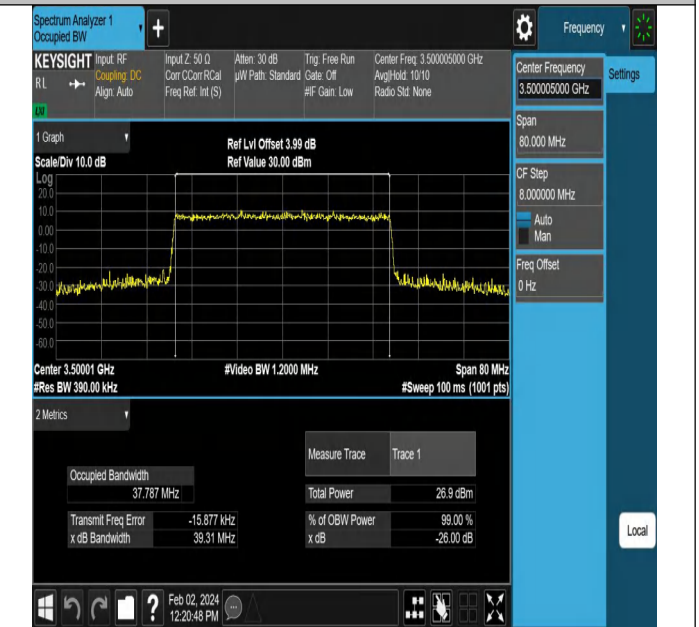 Spectrum Analyzer 1
Occupied BW
+
Frequency
KEYSIGHT Input: RF
RL Coupling: DC
Align: Auto
Input Z: 50 Ω
Corr CCorr RCal
Freq Ref: Int (S)
Atten: 30 dB
µW Path: Standard
Trig: Free Run
Gate: Off
#IF Gain: Low
Center Freq: 3.500005000 GHz
Avg|Hold: 10/10
Radio Std: None
Center Frequency
3.500005000 GHz
Settings
Span
80.000 MHz
CF Step
8.000000 MHz
Auto
Man
Freq Offset
0 Hz
1 Graph
Scale/Div 10.0 dB
Ref Lvl Offset 3.99 dB
Ref Value 30.00 dBm
Log
20.0
10.0
0.00
-10.0
-20.0
-30.0
-40.0
-50.0
-60.0
Center 3.50001 GHz
#Video BW 1.2000 MHz
Span 80 MHz
#Res BW 390.00 kHz
#Sweep 100 ms (1001 pts)
2 Metrics
Measure Trace Trace 1
Occupied Bandwidth
37.787 MHz
Total Power 26.9 dBm
Transmit Freq Error -15.877 kHz
% of OBW Power 99.00 %
x dB Bandwidth 39.31 MHz
x dB -26.00 dB
Local
?
Feb 02, 2024
12:20:48 PM